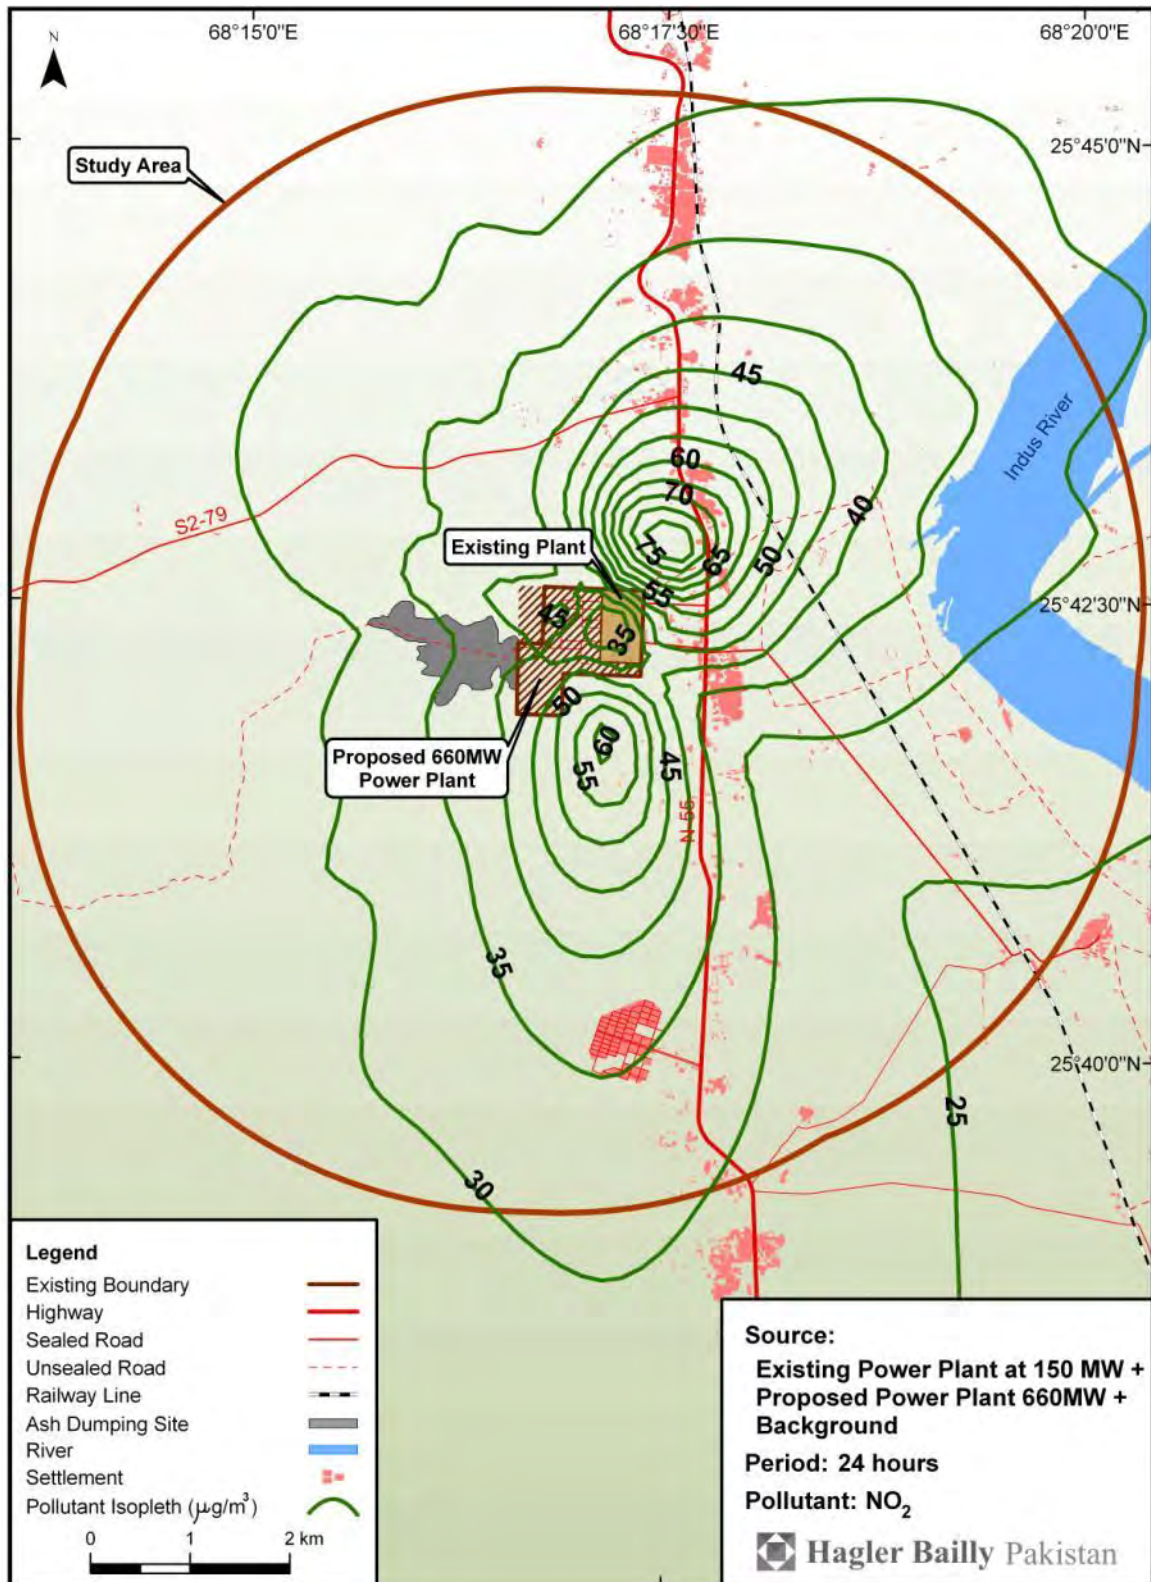 N
68°15'0"E
68°17'30"E
68°20'0"E
25°45'0"N
Study Area
Indus River
45
60
70
S2-79
40
Existing Plant
75
65
50
55
25°42'30"N
45
35
50
Proposed 660MW
Power Plant
60
55
45
N 55
35
25°40'0"N
25
30
Legend
Existing Boundary
Highway
Sealed Road
Unsealed Road
Railway Line
Ash Dumping Site
River
Settlement
Pollutant Isopleth (μg/m³)
0 1 2 km
Source:
Existing Power Plant at 150 MW +
Proposed Power Plant 660MW +
Background
Period: 24 hours
Pollutant: NO₂
Hagler Bailly Pakistan